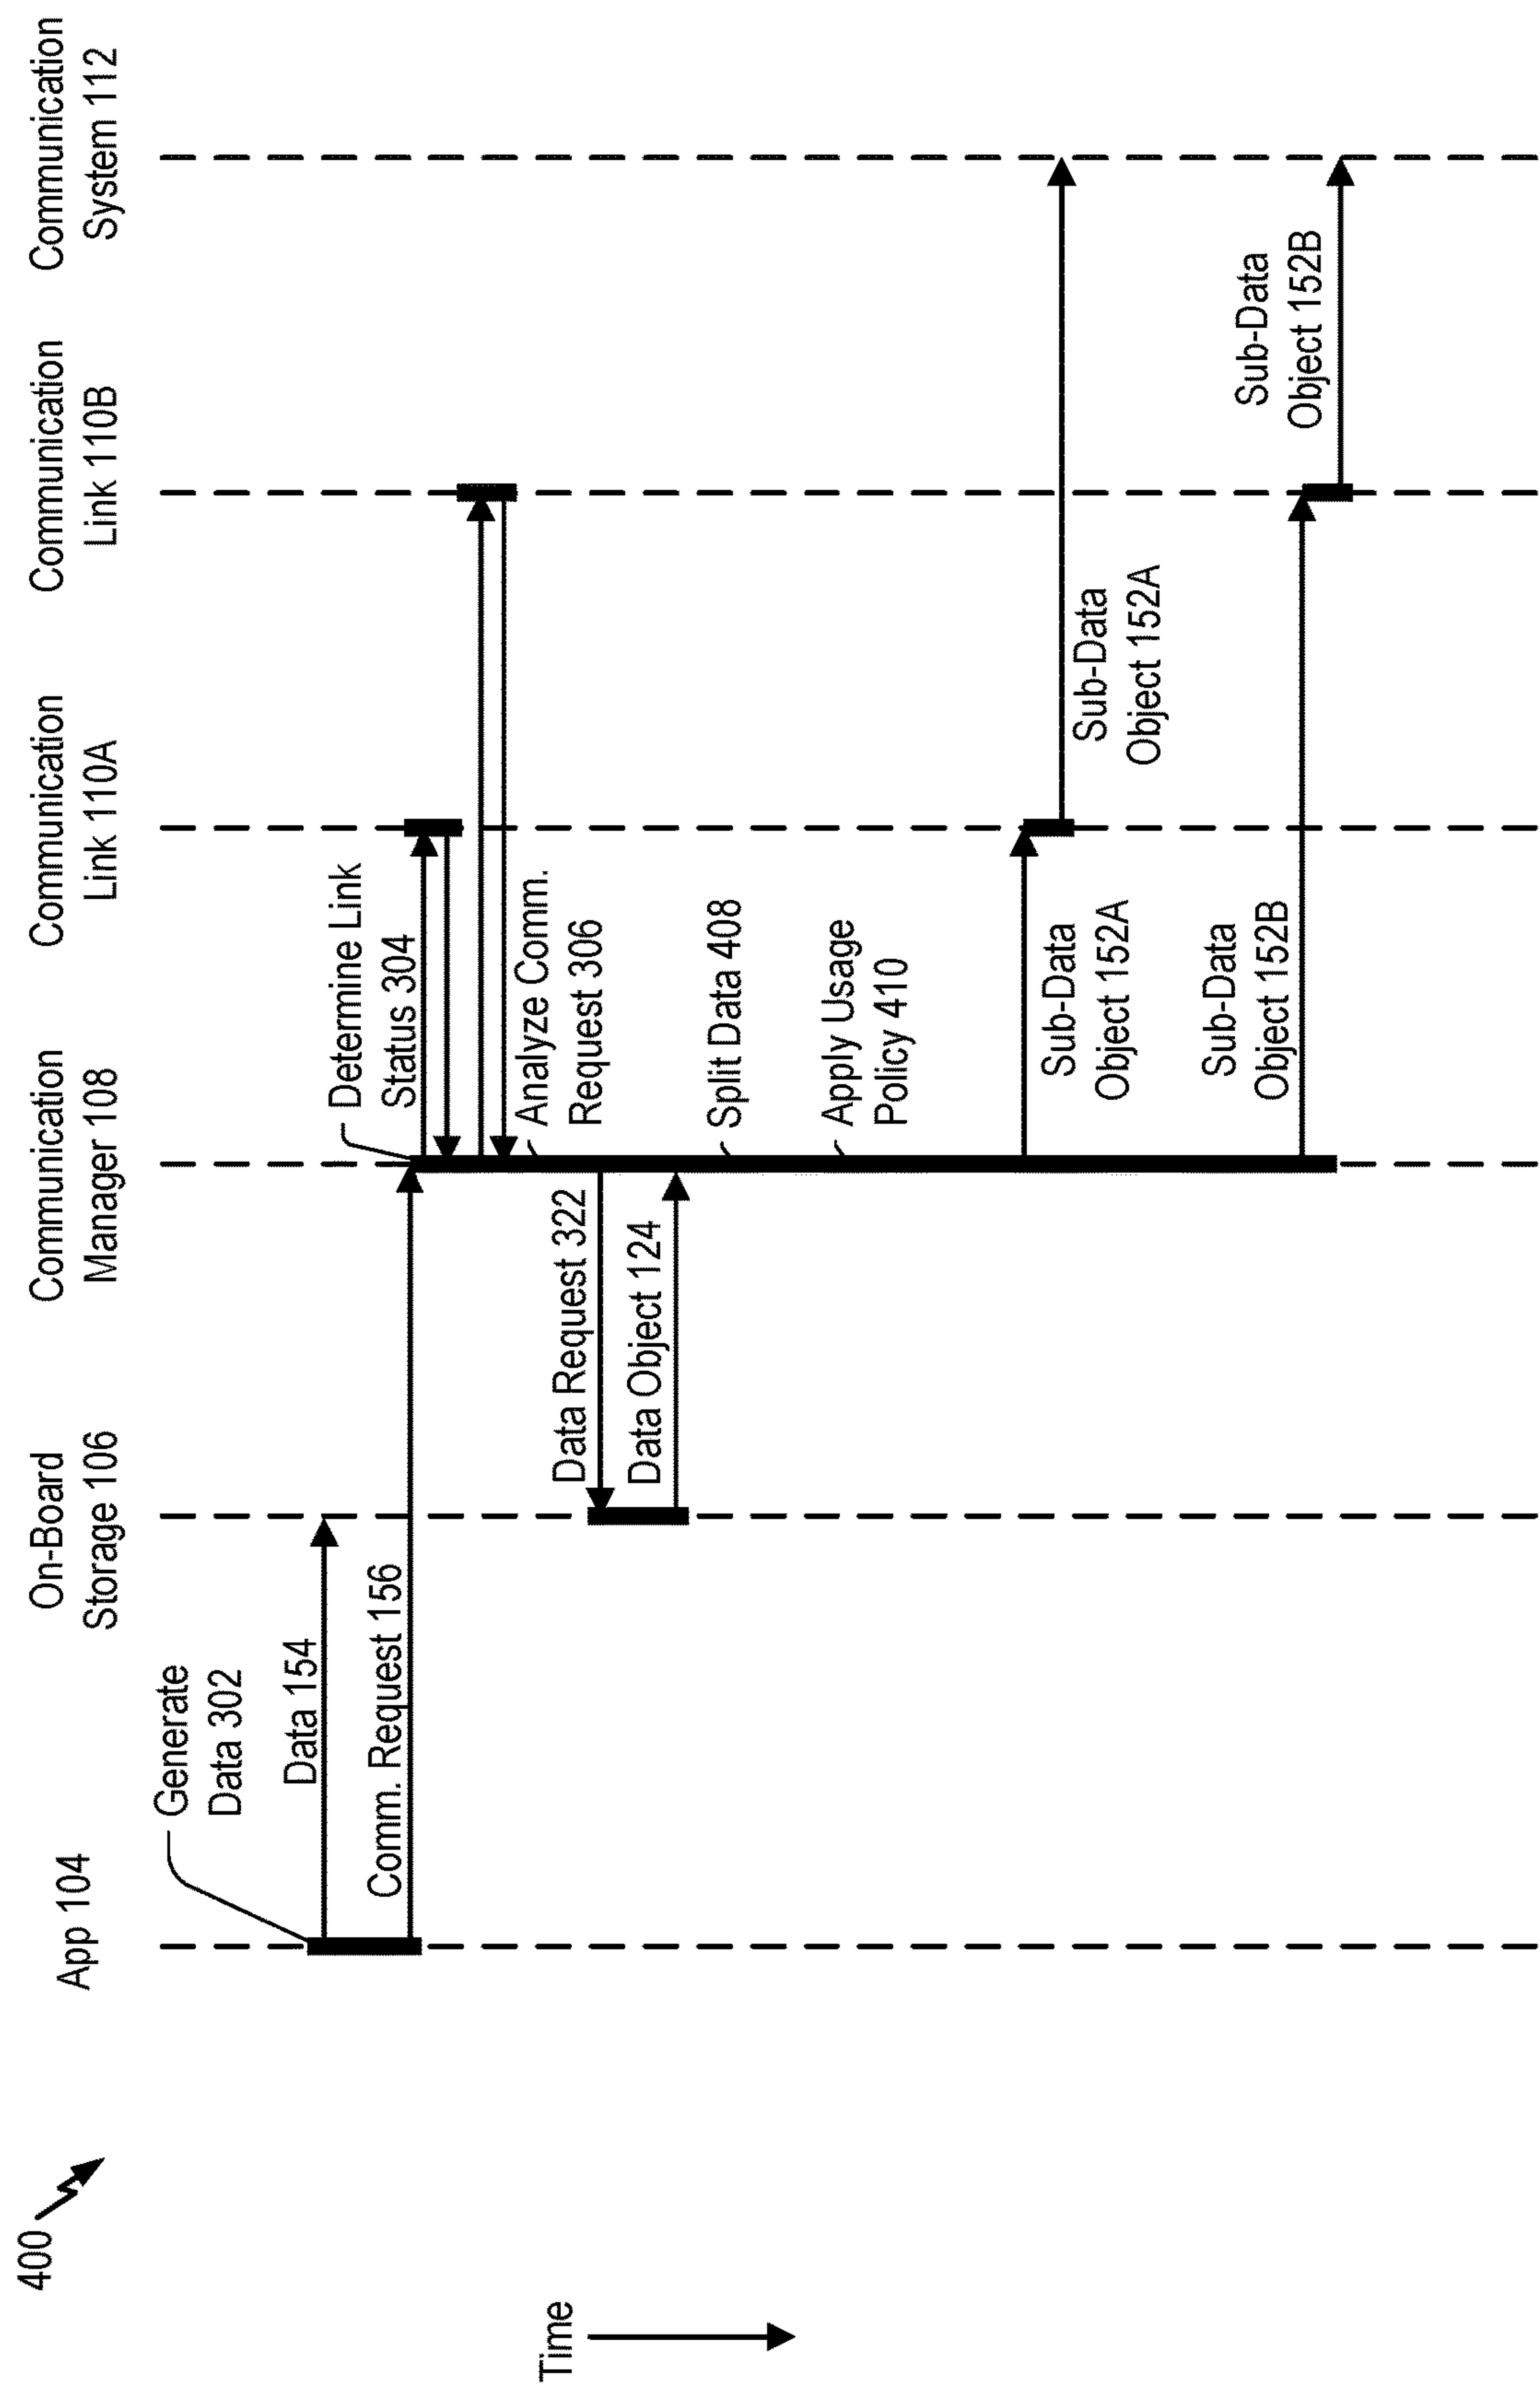 400
Time
App 104
On-Board
Storage 106
Communication
Manager 108
Communication
Link 110A
Communication
Link 110B
Communication
System 112
Generate
Data 302
Data 154
Comm. Request 156
Determine Link
Status 304
Analyze Comm.
Request 306
Data Request 322
Data Object 124
Split Data 408
Apply Usage
Policy 410
Sub-Data
Object 152A
Sub-Data
Object 152A
Sub-Data
Object 152B
Sub-Data
Object 152B